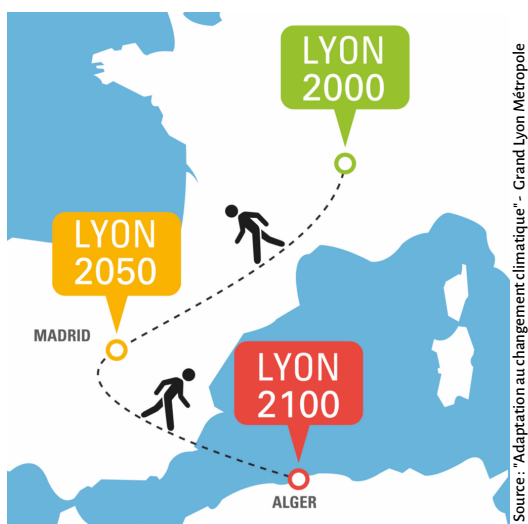 LYON
2000
LYON
2050
MADRID
LYON
2100
ALGER
Source : "Adaptation au changement climatique" - Grand Lyon Métropole